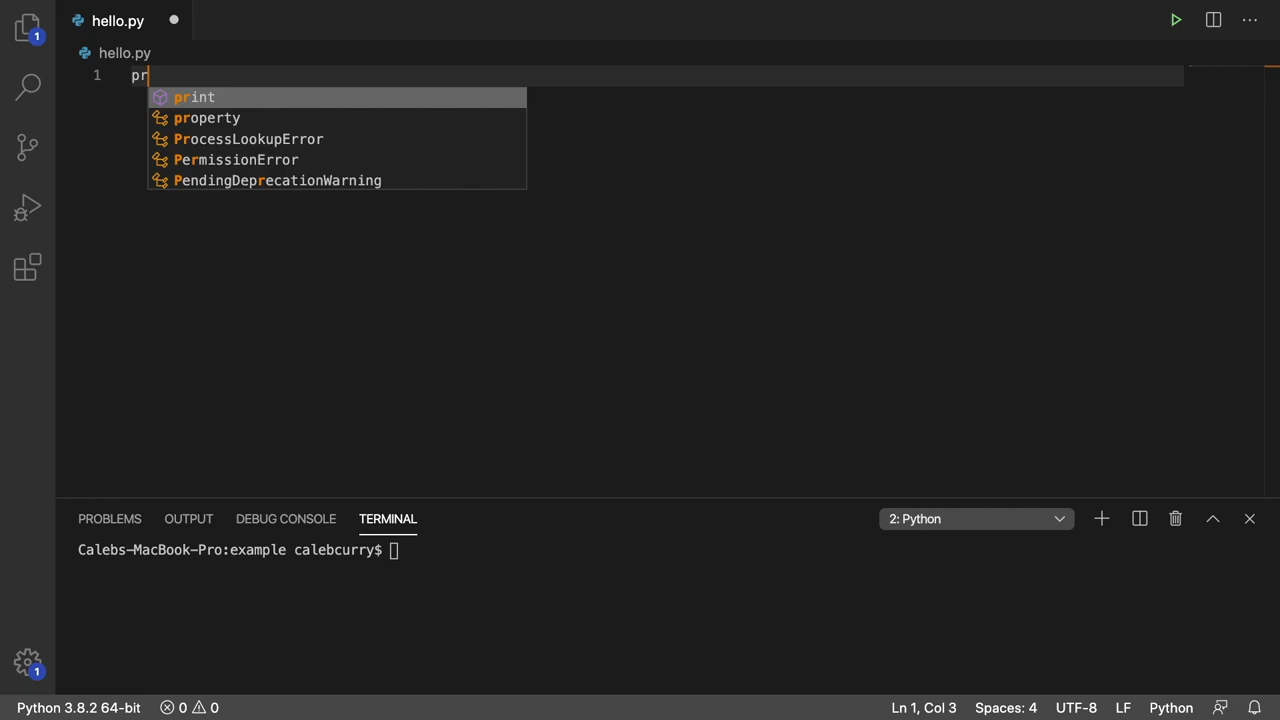 hello.py
1
hello.py
1 pr
print
property
ProcessLookupError
PermissionError
PendingDeprecationWarning
PROBLEMS OUTPUT DEBUG CONSOLE TERMINAL 2: Python
Calebs-MacBook-Pro:example calebcurry$
1
Python 3.8.2 64-bit 0 0 Ln 1, Col 3 Spaces: 4 UTF-8 LF Python